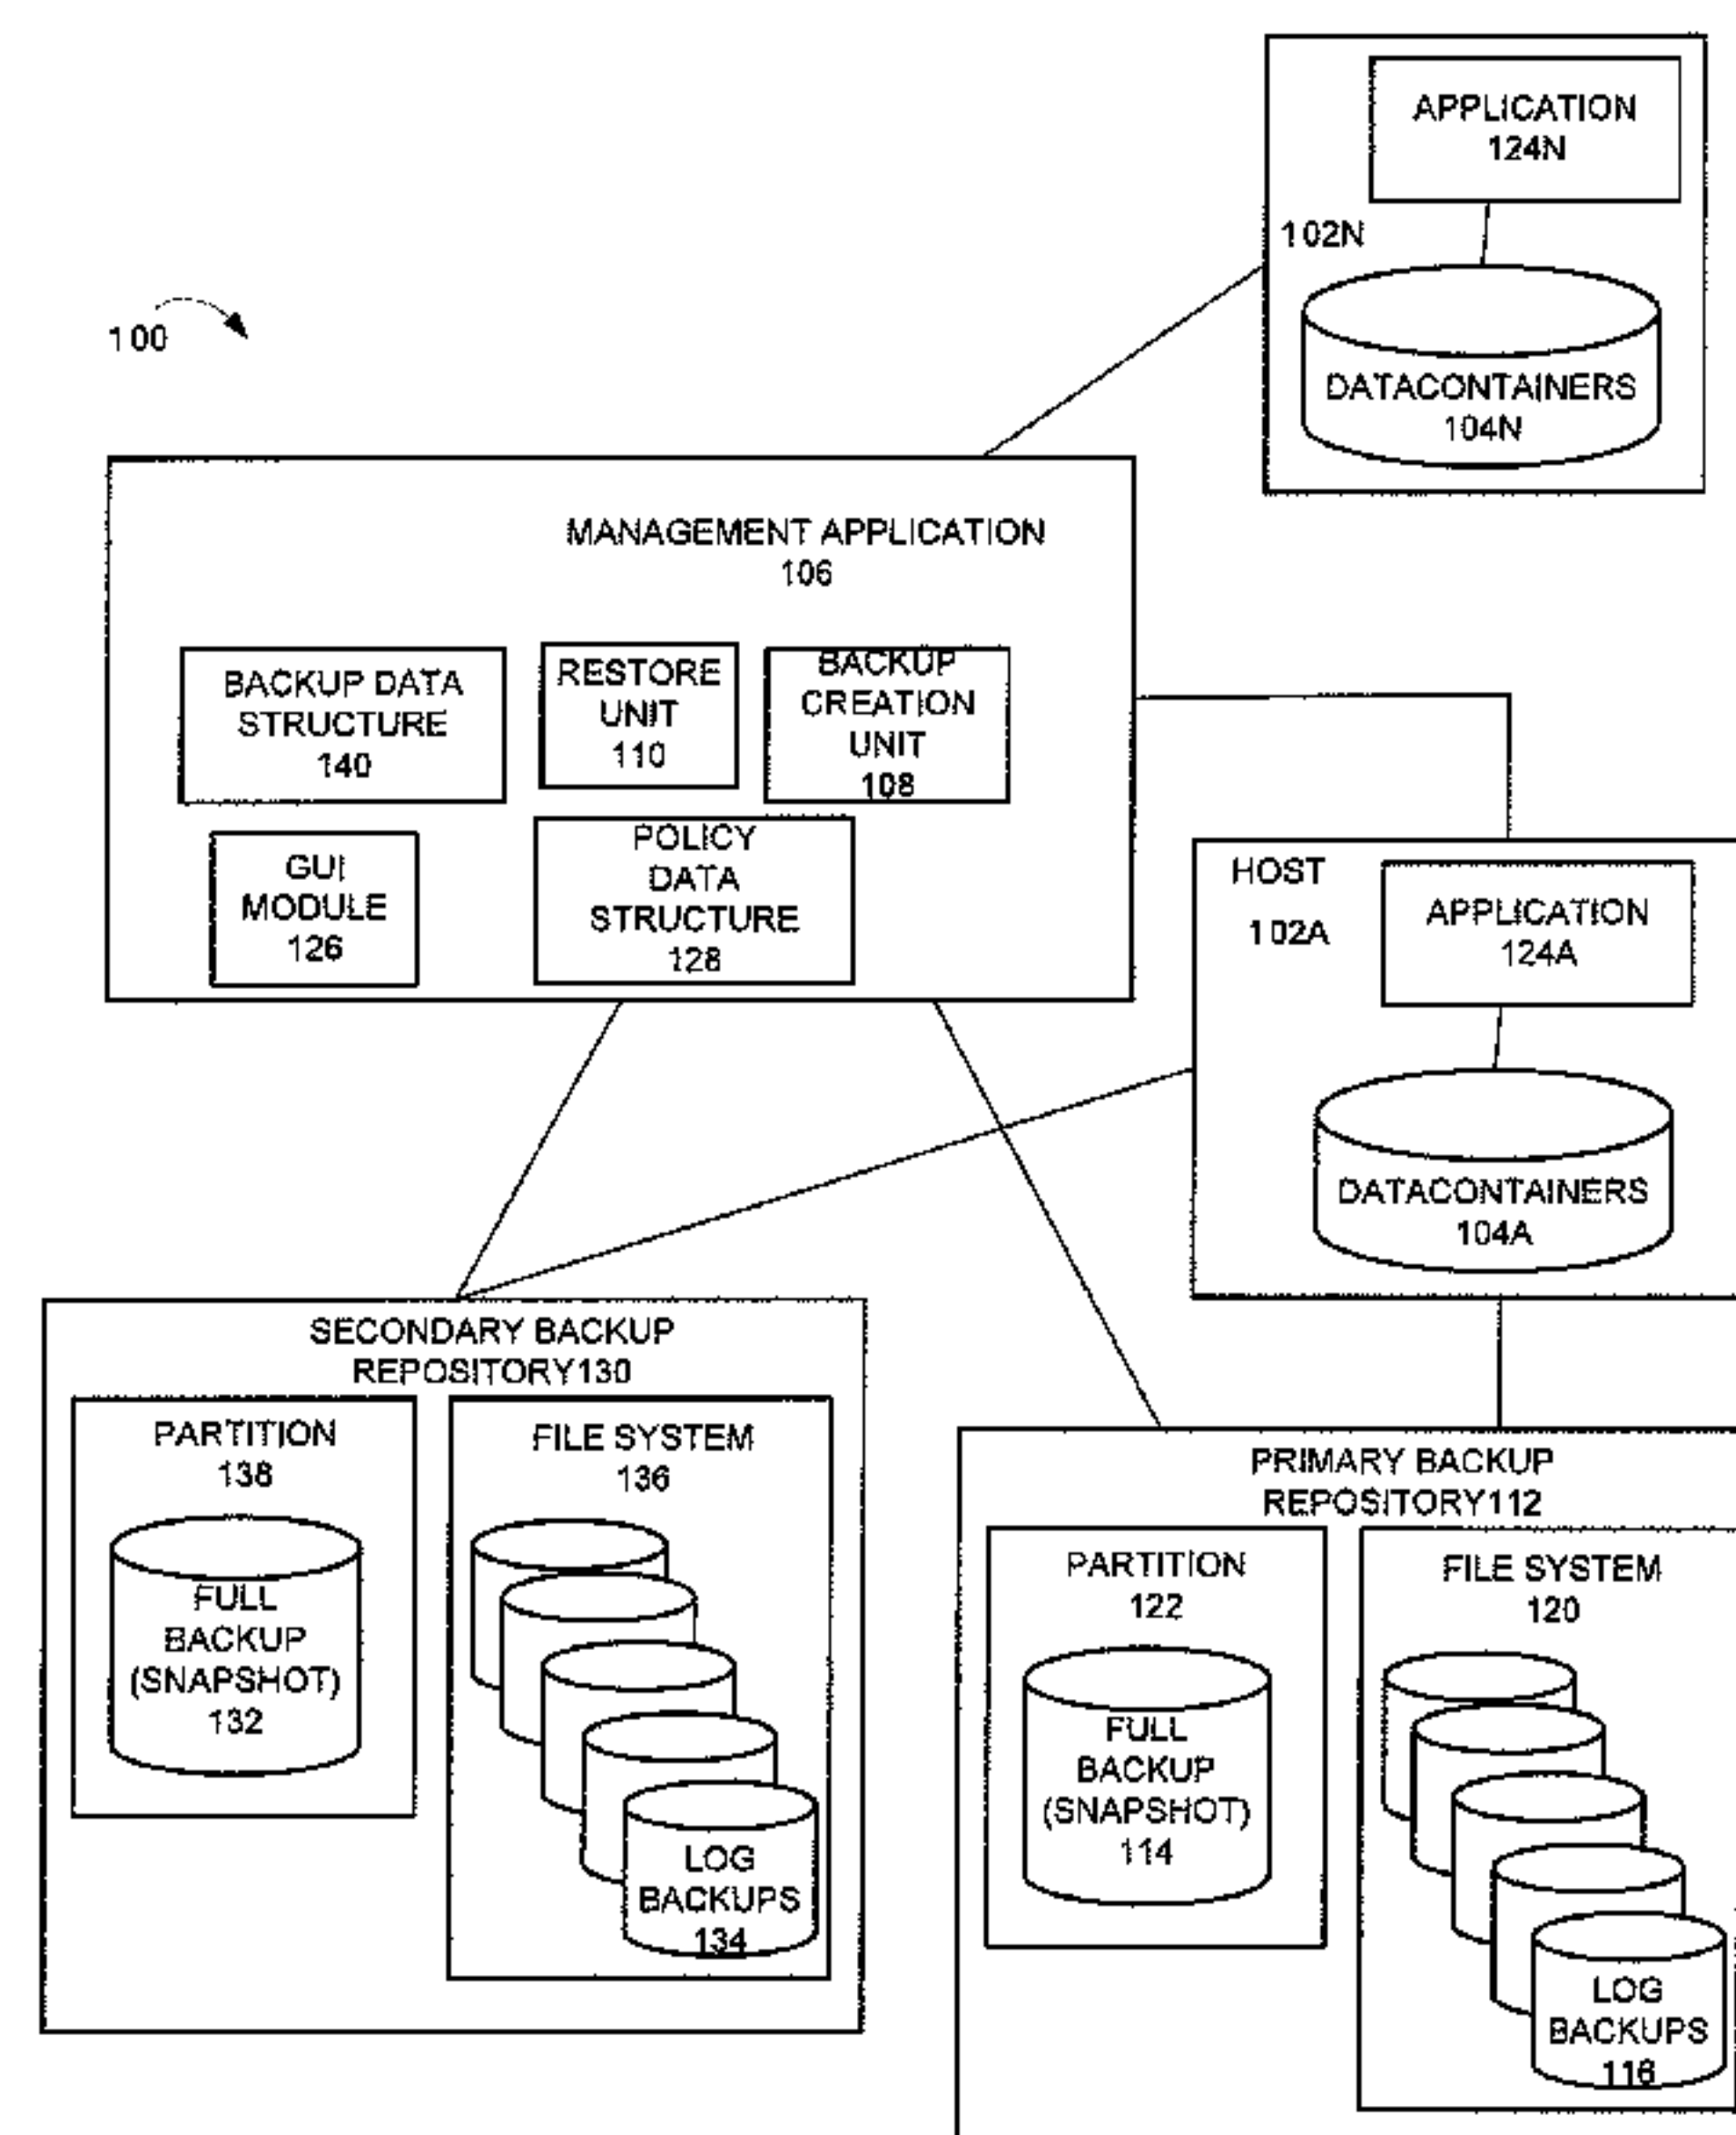 APPLICATION
124N
102N
DATACONTAINERS
104N
100
MANAGEMENT APPLICATION
106
BACKUP DATA
STRUCTURE
140
RESTORE
UNIT
110
BACKUP
CREATION
UNIT
108
GUI
MODULE
126
POLICY
DATA
STRUCTURE
128
HOST
102A
APPLICATION
124A
DATACONTAINERS
104A
SECONDARY BACKUP
REPOSITORY130
PARTITION
138
FULL
BACKUP
(SNAPSHOT)
132
FILE SYSTEM
136
LOG
BACKUPS
134
PRIMARY BACKUP
REPOSITORY112
PARTITION
122
FULL
BACKUP
(SNAPSHOT)
114
FILE SYSTEM
120
LOG
BACKUPS
116